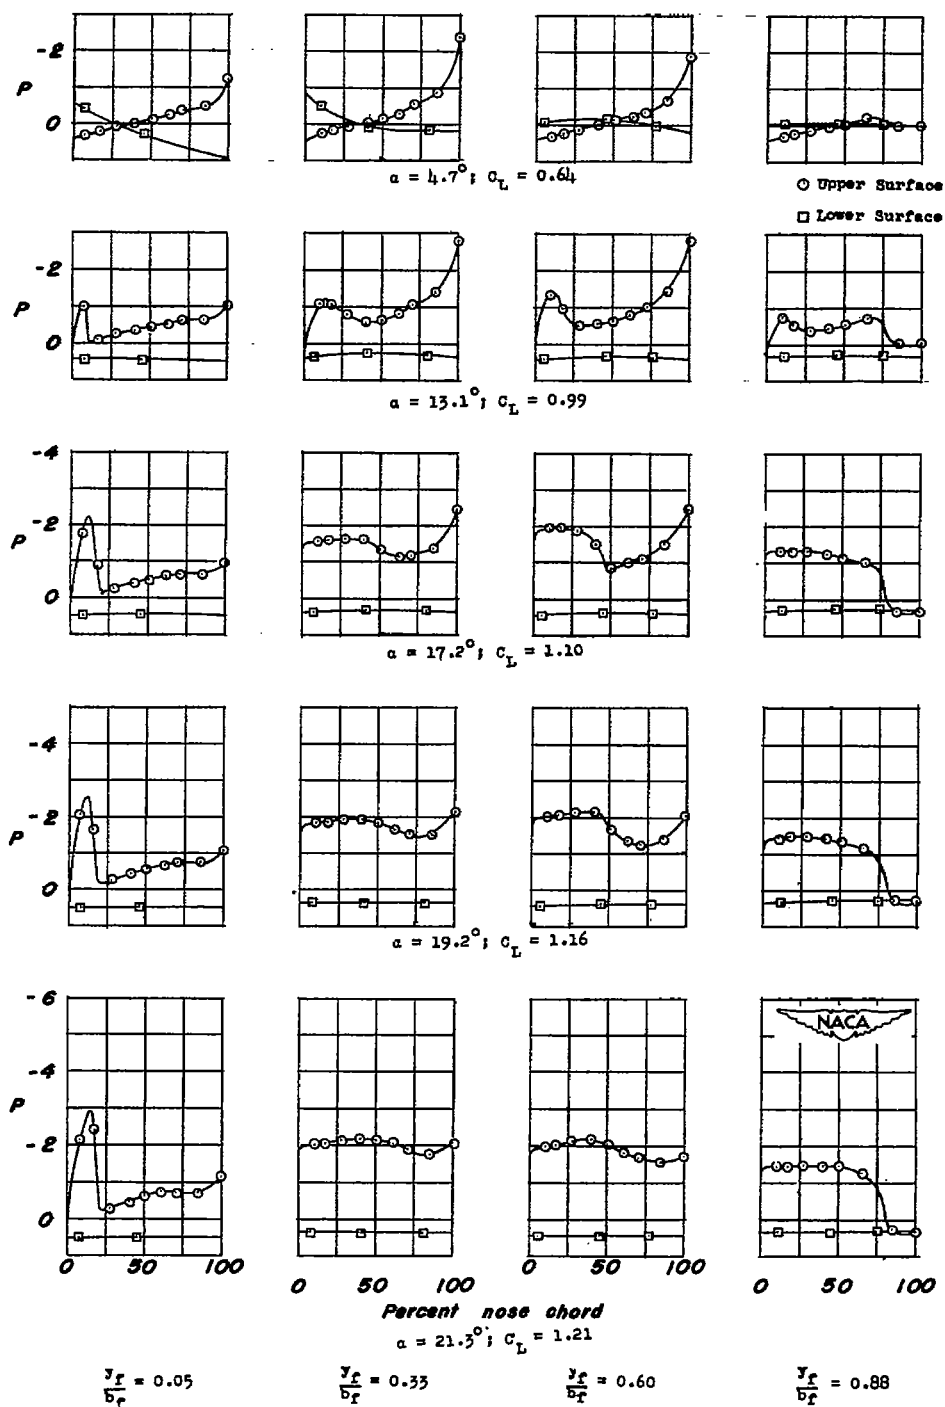 -2
P
0
α = 4.7°; C_L = 0.64
○ Upper Surface
□ Lower Surface
-2
P
0
α = 13.1°; C_L = 0.99
-4
-2
P
0
α = 17.2°; C_L = 1.10
-4
-2
P
0
α = 19.2°; C_L = 1.16
-6
NACA
-4
P
-2
0
0 50 100 0 50 100 0 50 100 0 50 100
Percent nose chord
α = 21.3°; C_L = 1.21
y_f/b_f = 0.05 y_f/b_f = 0.33 y_f/b_f = 0.60 y_f/b_f = 0.88